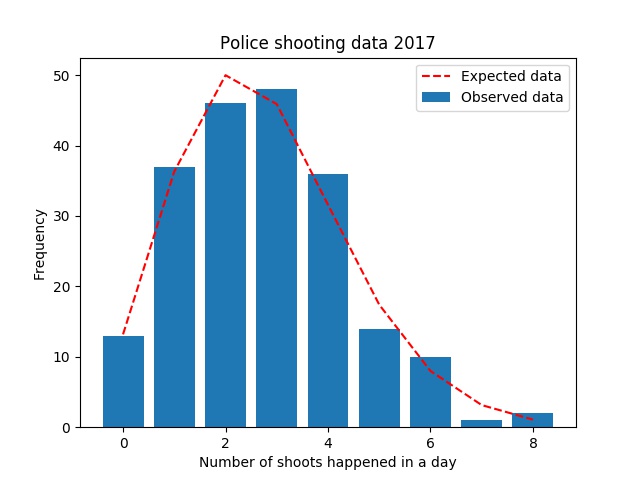 Police shooting data 2017
Expected data
Observed data
Frequency
50
40
30
20
10
0
0 2 4 6 8
Number of shoots happened in a day